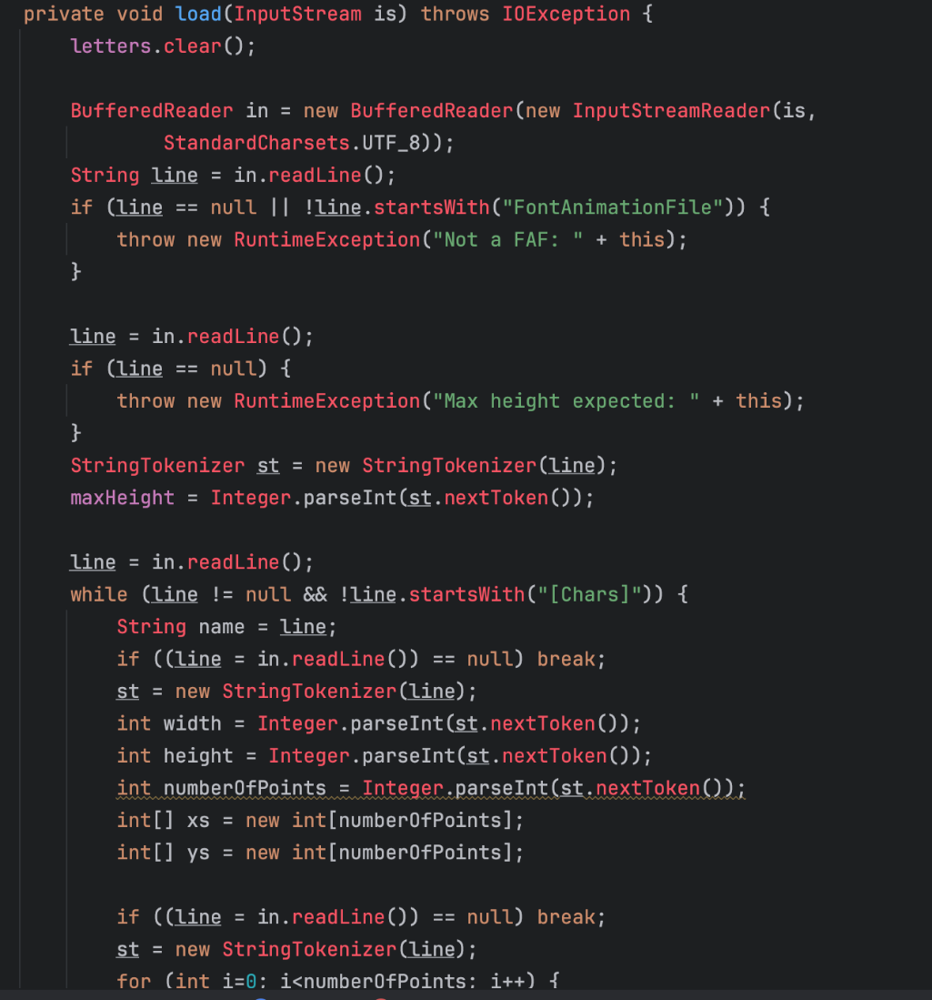 private void load(InputStream is) throws IOException {
    letters.clear();

    BufferedReader in = new BufferedReader(new InputStreamReader(is,
            StandardCharsets.UTF_8));
    String line = in.readLine();
    if (line == null || !line.startsWith("FontAnimationFile")) {
        throw new RuntimeException("Not a FAF: " + this);
    }

    line = in.readLine();
    if (line == null) {
        throw new RuntimeException("Max height expected: " + this);
    }
    StringTokenizer st = new StringTokenizer(line);
    maxHeight = Integer.parseInt(st.nextToken());

    line = in.readLine();
    while (line != null && !line.startsWith("[Chars]")) {
        String name = line;
        if ((line = in.readLine()) == null) break;
        st = new StringTokenizer(line);
        int width = Integer.parseInt(st.nextToken());
        int height = Integer.parseInt(st.nextToken());
        int numberOfPoints = Integer.parseInt(st.nextToken());
        int[] xs = new int[numberOfPoints];
        int[] ys = new int[numberOfPoints];

        if ((line = in.readLine()) == null) break;
        st = new StringTokenizer(line);
        for (int i=0; i<numberOfPoints; i++) {